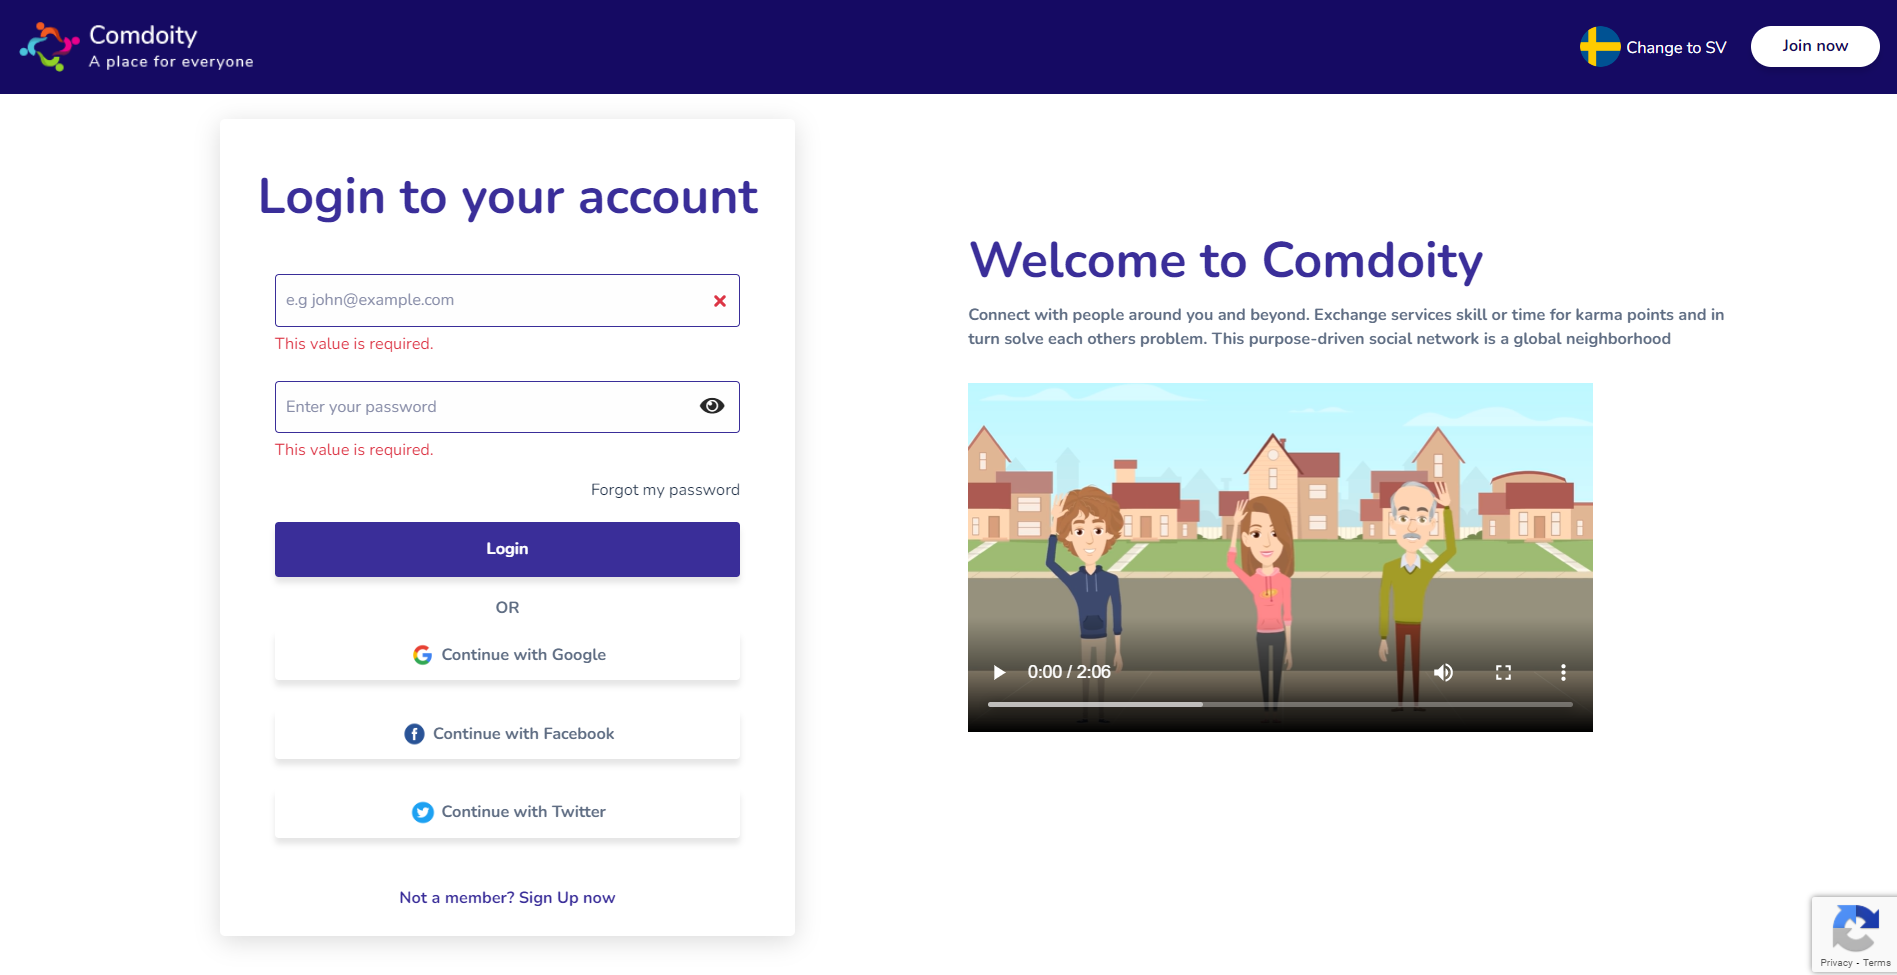 Comdoity
A place for everyone
Change to SV
Join now
Login to your account
e.g john@example.com
This value is required.
Enter your password
This value is required.
Forgot my password
Login
OR
Continue with Google
Continue with Facebook
Continue with Twitter
Not a member? Sign Up now
Welcome to Comdoity
Connect with people around you and beyond. Exchange services skill or time for karma points and in
turn solve each others problem. This purpose-driven social network is a global neighborhood
0:00 / 2:06
Privacy - Terms